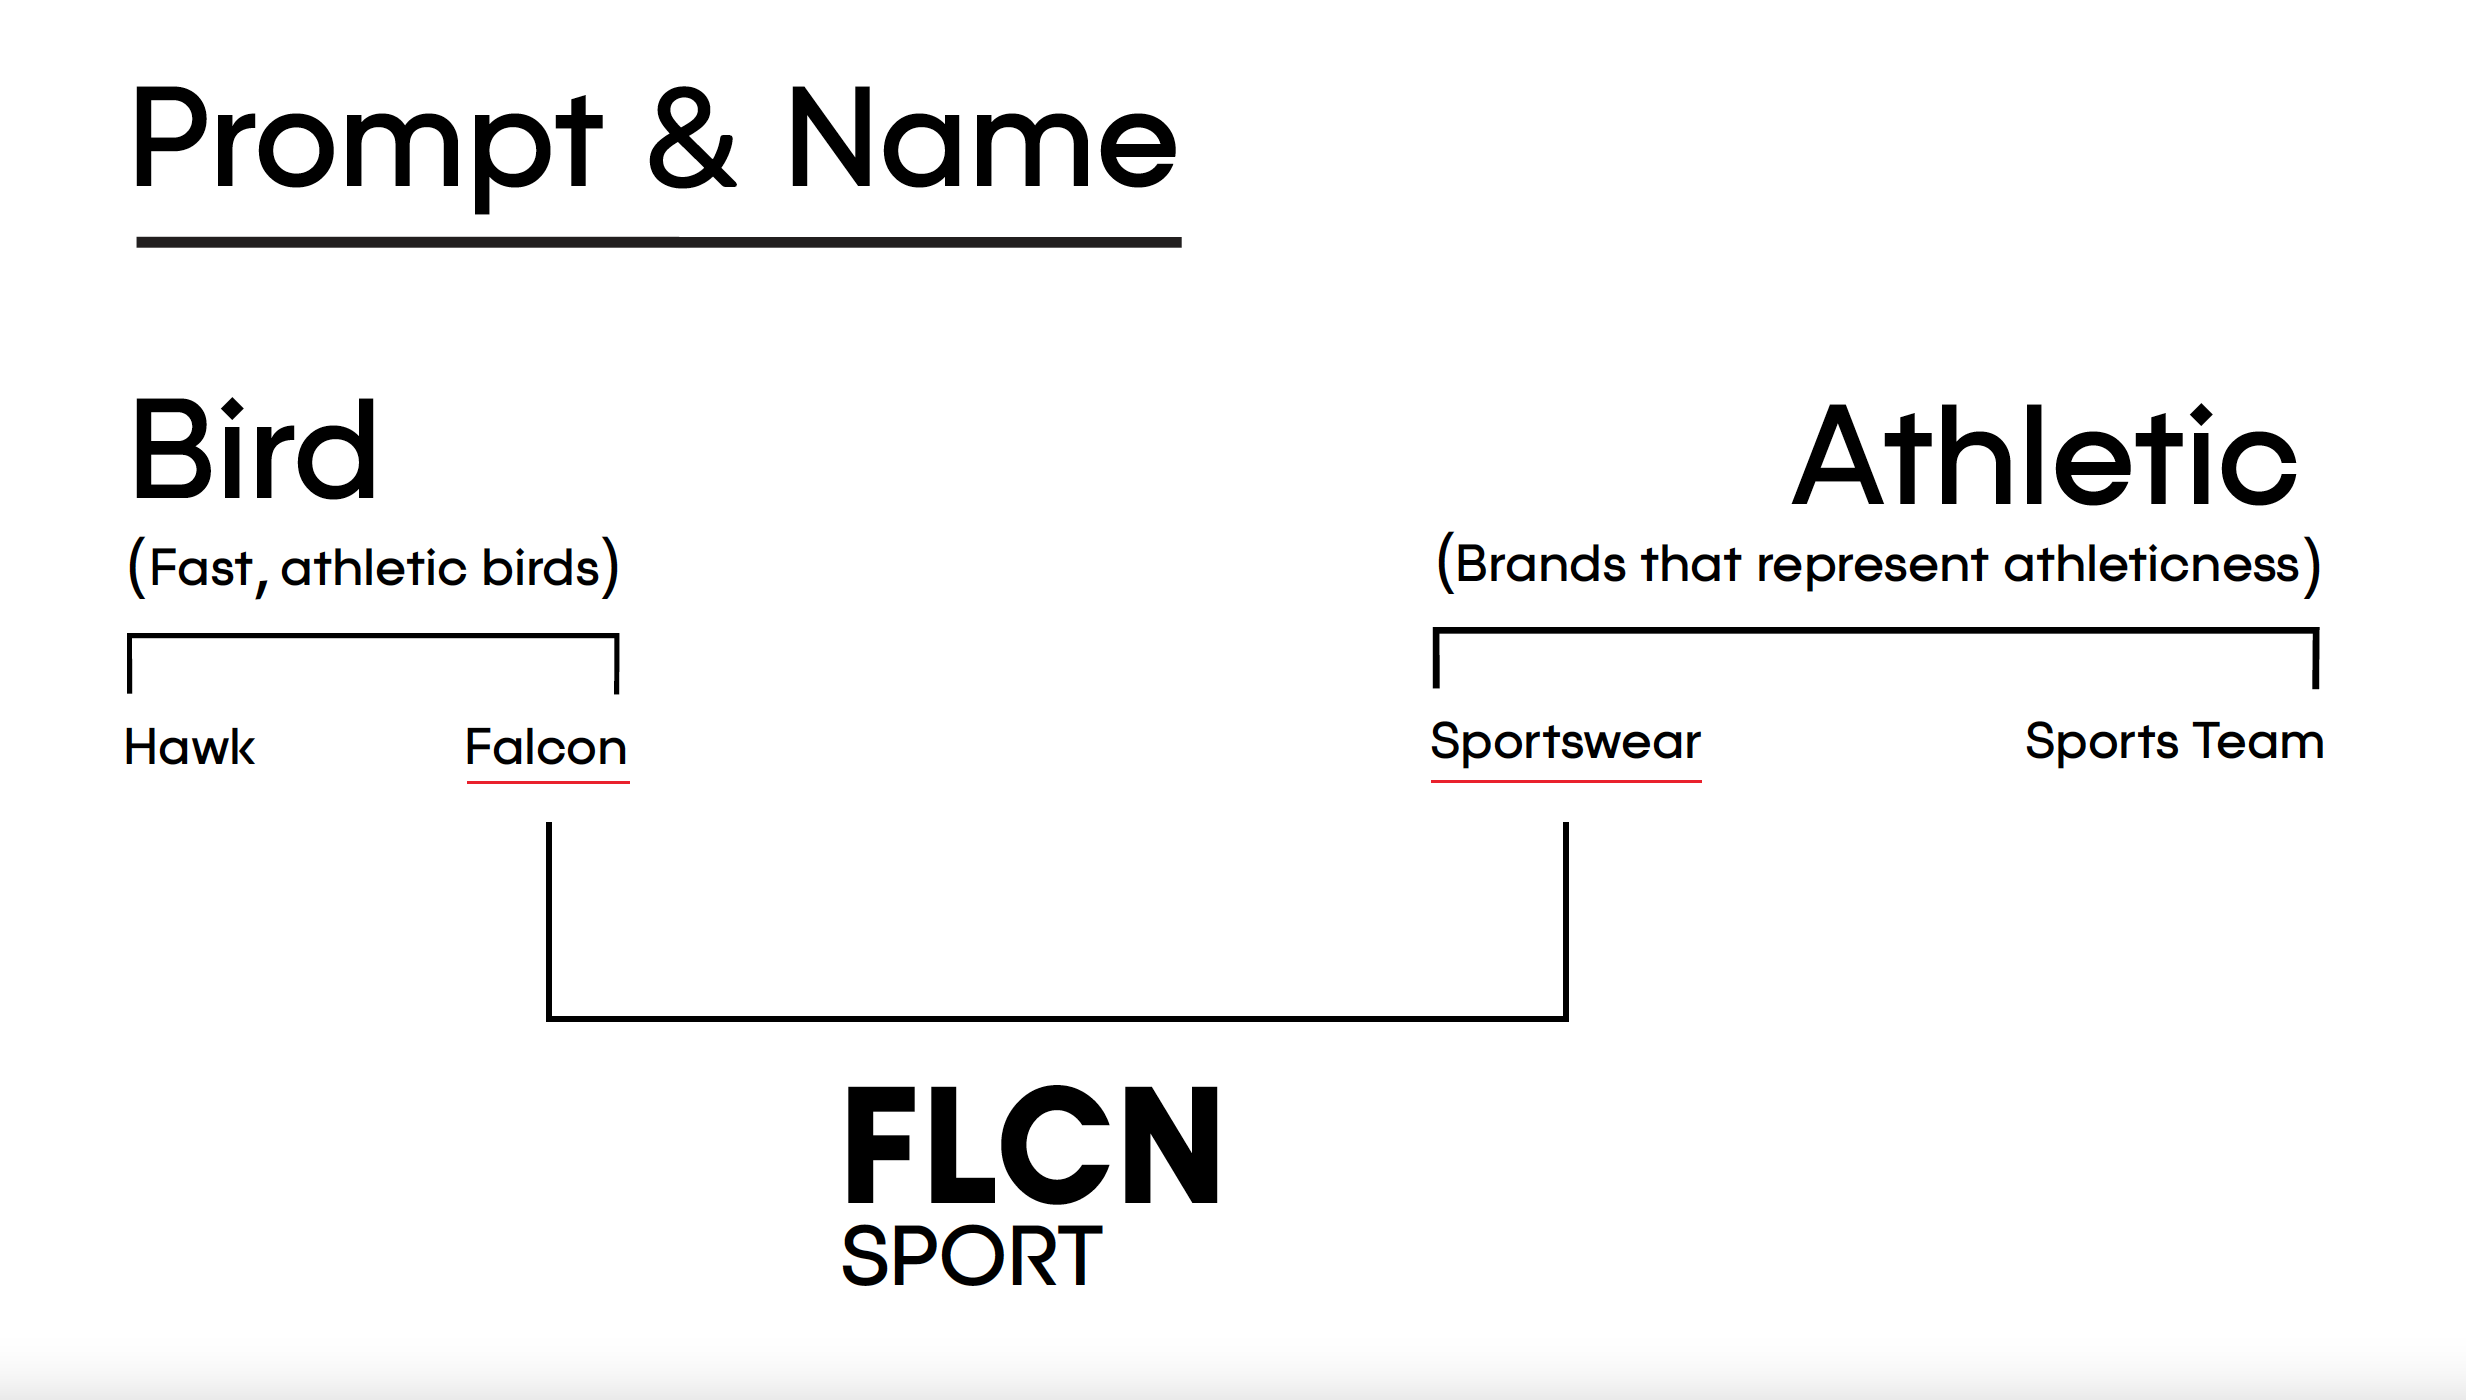 Prompt & Name
Bird
(Fast, athletic birds)
Hawk
Falcon
Athletic
(Brands that represent athleticness)
Sportswear
Sports Team
FLCN
SPORT